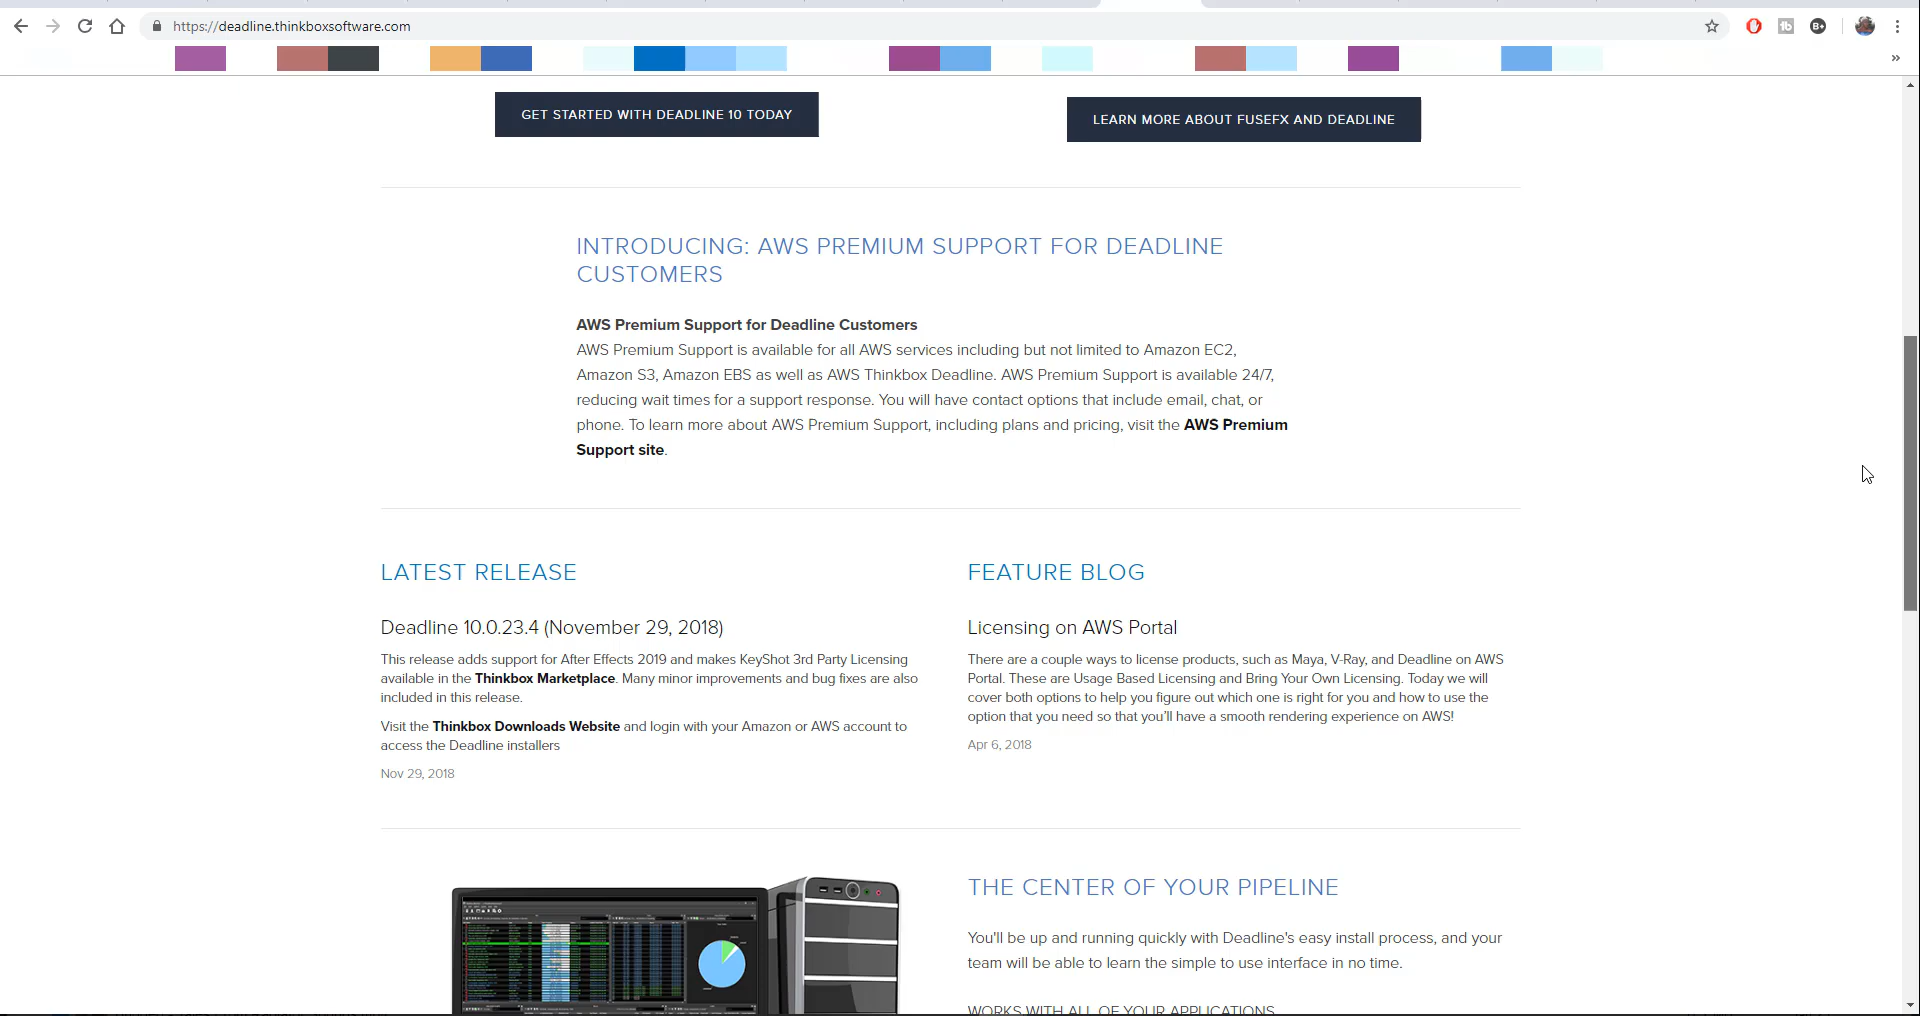 https://deadline.thinkboxsoftware.com
GET STARTED WITH DEADLINE 10 TODAY
LEARN MORE ABOUT FUSEFX AND DEADLINE
INTRODUCING: AWS PREMIUM SUPPORT FOR DEADLINE
CUSTOMERS
AWS Premium Support for Deadline Customers
AWS Premium Support is available for all AWS services including but not limited to Amazon EC2,
Amazon S3, Amazon EBS as well as AWS Thinkbox Deadline. AWS Premium Support is available 24/7,
reducing wait times for a support response. You will have contact options that include email, chat, or
phone. To learn more about AWS Premium Support, including plans and pricing, visit the AWS Premium
Support site.
LATEST RELEASE
Deadline 10.0.23.4 (November 29, 2018)
This release adds support for After Effects 2019 and makes KeyShot 3rd Party Licensing
available in the Thinkbox Marketplace. Many minor improvements and bug fixes are also
included in this release.
Visit the Thinkbox Downloads Website and login with your Amazon or AWS account to
access the Deadline installers
Nov 29, 2018
FEATURE BLOG
Licensing on AWS Portal
There are a couple ways to license products, such as Maya, V-Ray, and Deadline on AWS
Portal. These are Usage Based Licensing and Bring Your Own Licensing. Today we will
cover both options to help you figure out which one is right for you and how to use the
option that you need so that you'll have a smooth rendering experience on AWS!
Apr 6, 2018
THE CENTER OF YOUR PIPELINE
You'll be up and running quickly with Deadline's easy install process, and your
team will be able to learn the simple to use interface in no time.
WORKS WITH ALL OF YOUR APPLICATIONS